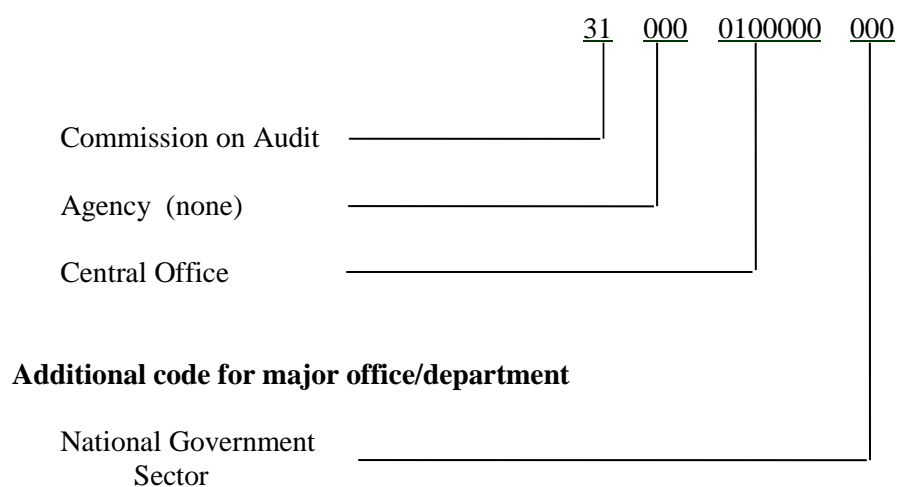 31 000 0100000 000
Commission on Audit
Agency (none)
Central Office
Additional code for major office/department
National Government
Sector